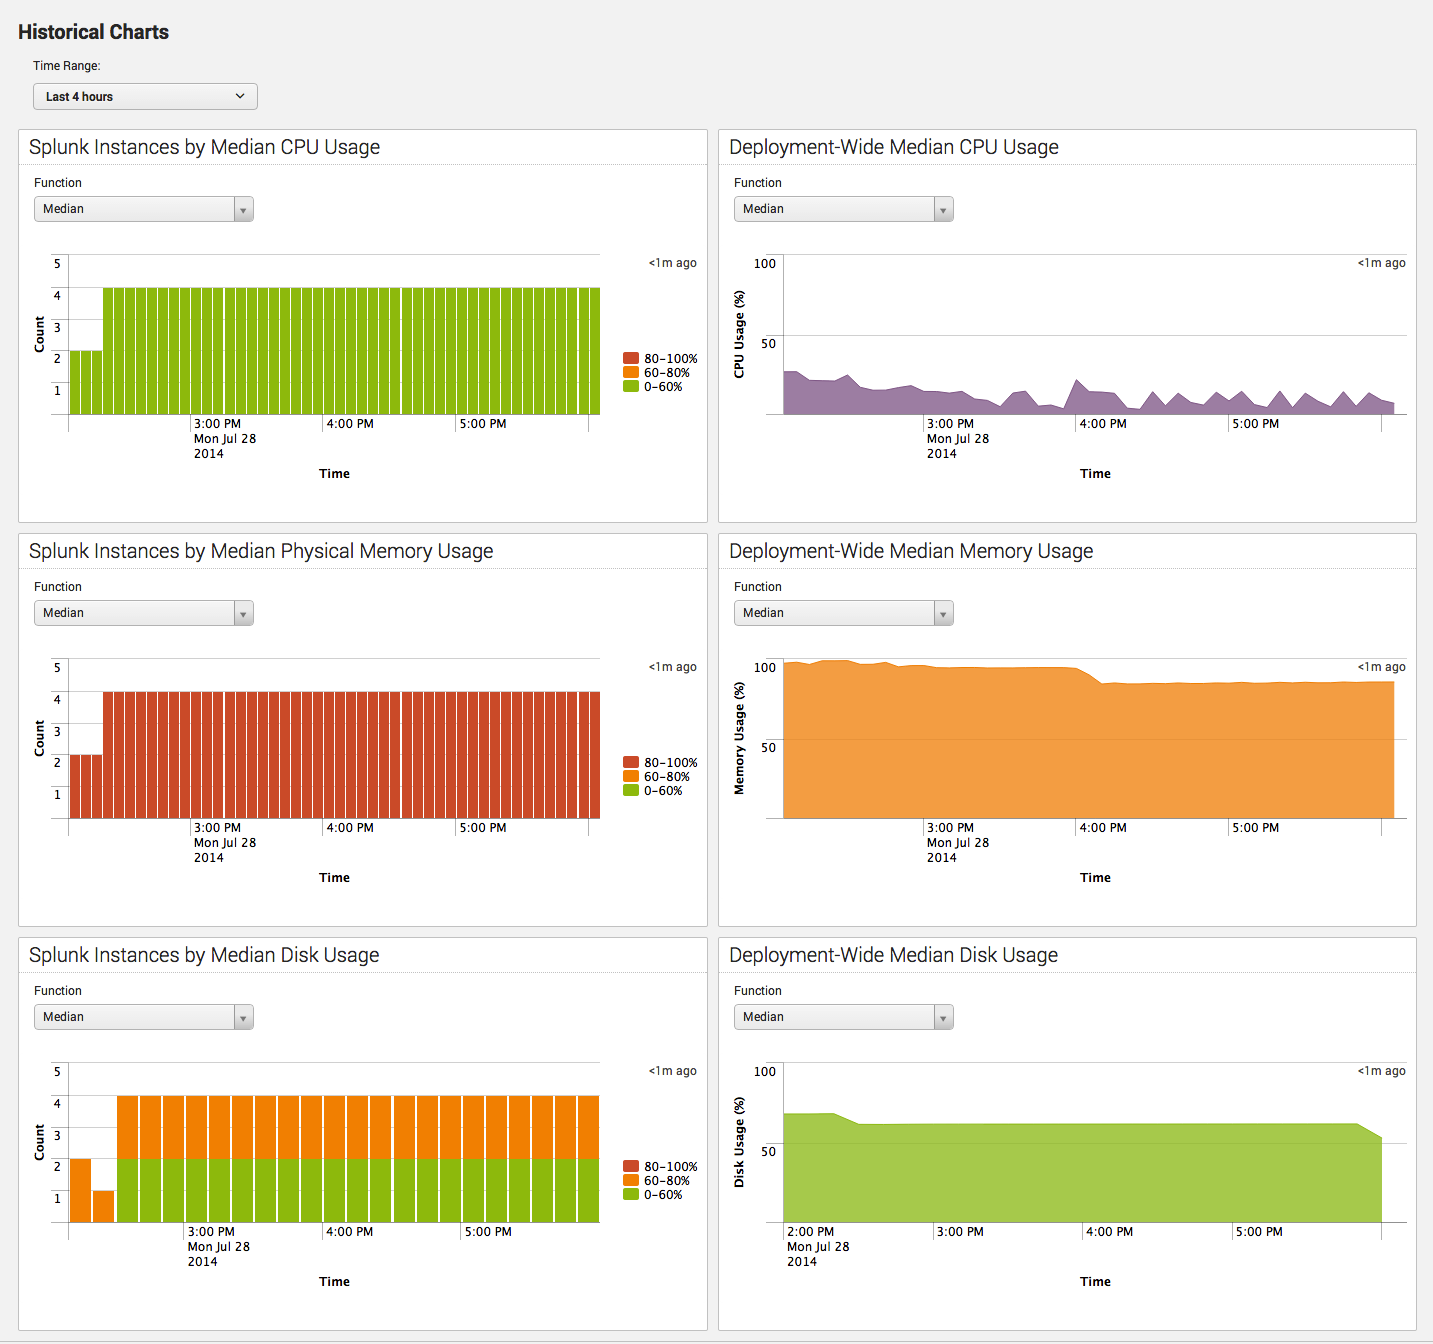 Historical Charts
Time Range:
Last 4 hours
Splunk Instances by Median CPU Usage
Function
Median
<1m ago
5
4
3
2
1
Count
80-100%
60-80%
0-60%
3:00 PM
Mon Jul 28
2014
4:00 PM
5:00 PM
Time
Deployment-Wide Median CPU Usage
Function
Median
<1m ago
100
50
CPU Usage (%)
3:00 PM
Mon Jul 28
2014
4:00 PM
5:00 PM
Time
Splunk Instances by Median Physical Memory Usage
Function
Median
<1m ago
5
4
3
2
1
Count
80-100%
60-80%
0-60%
3:00 PM
Mon Jul 28
2014
4:00 PM
5:00 PM
Time
Deployment-Wide Median Memory Usage
Function
Median
<1m ago
100
50
Memory Usage (%)
3:00 PM
Mon Jul 28
2014
4:00 PM
5:00 PM
Time
Splunk Instances by Median Disk Usage
Function
Median
<1m ago
5
4
3
2
1
Count
80-100%
60-80%
0-60%
3:00 PM
Mon Jul 28
2014
4:00 PM
5:00 PM
Time
Deployment-Wide Median Disk Usage
Function
Median
<1m ago
100
50
Disk Usage (%)
2:00 PM
Mon Jul 28
2014
3:00 PM
4:00 PM
5:00 PM
Time